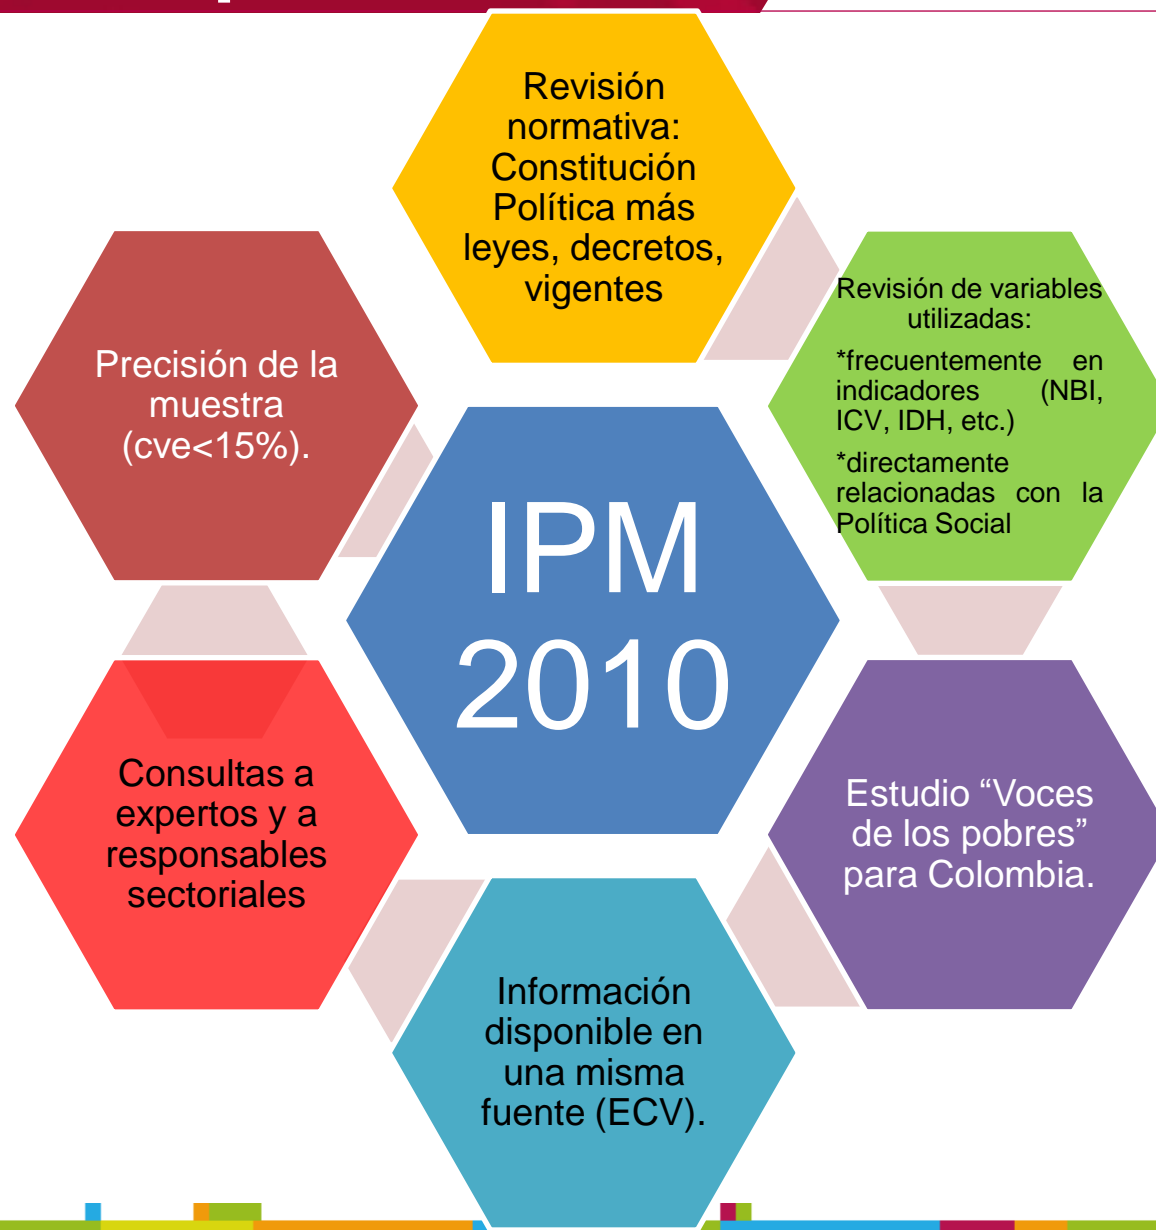 Revisión
normativa:
Constitución
Política más
leyes, decretos,
vigentes
Revisión de variables
utilizadas:
*frecuentemente en
indicadores (NBI,
ICV, IDH, etc.)
*directamente
relacionadas con la
Política Social
Precisión de la
muestra
(cve<15%).
IPM
2010
Consultas a
expertos y a
responsables
sectoriales
Estudio “Voces
de los pobres”
para Colombia.
Información
disponible en
una misma
fuente (ECV).